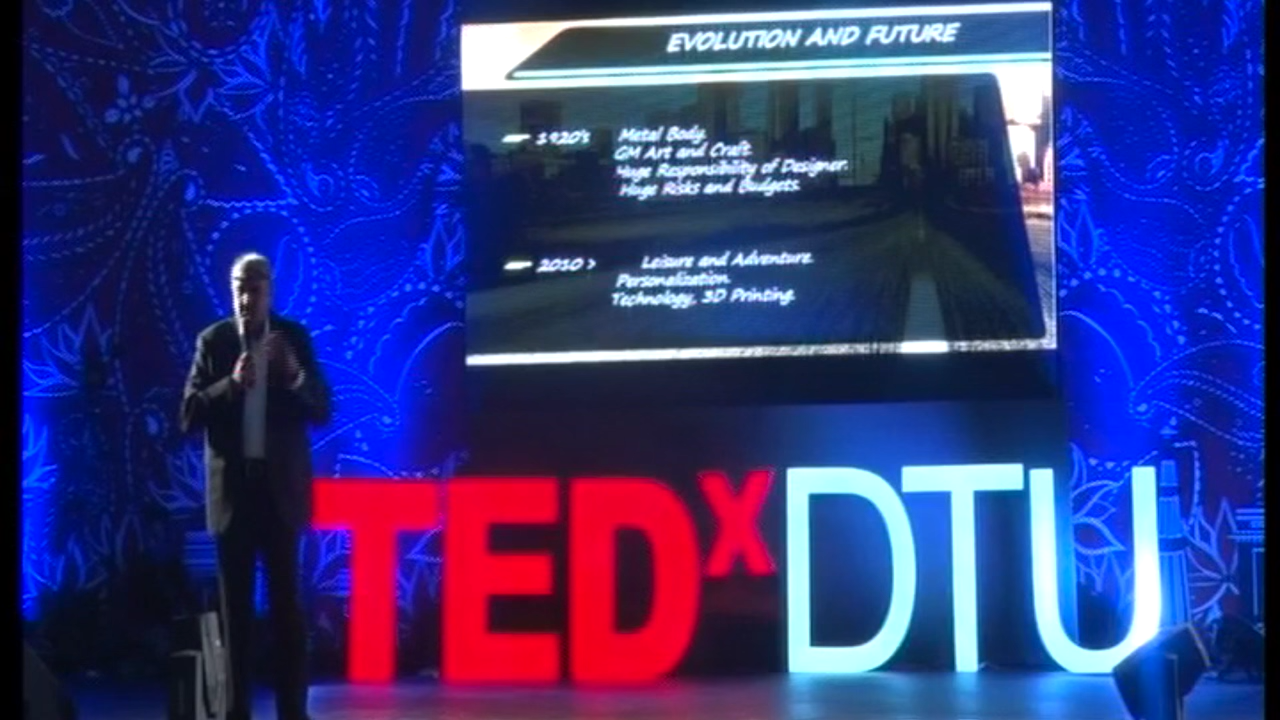 EVOLUTION AND FUTURE
1920's Metal Body.
GM Art and Craft.
Huge Responsibility of Designer.
Huge Risks and Budgets.
2010 > Leisure and Adventure.
Personalization.
Technology, 3D Printing.
TEDxDTU